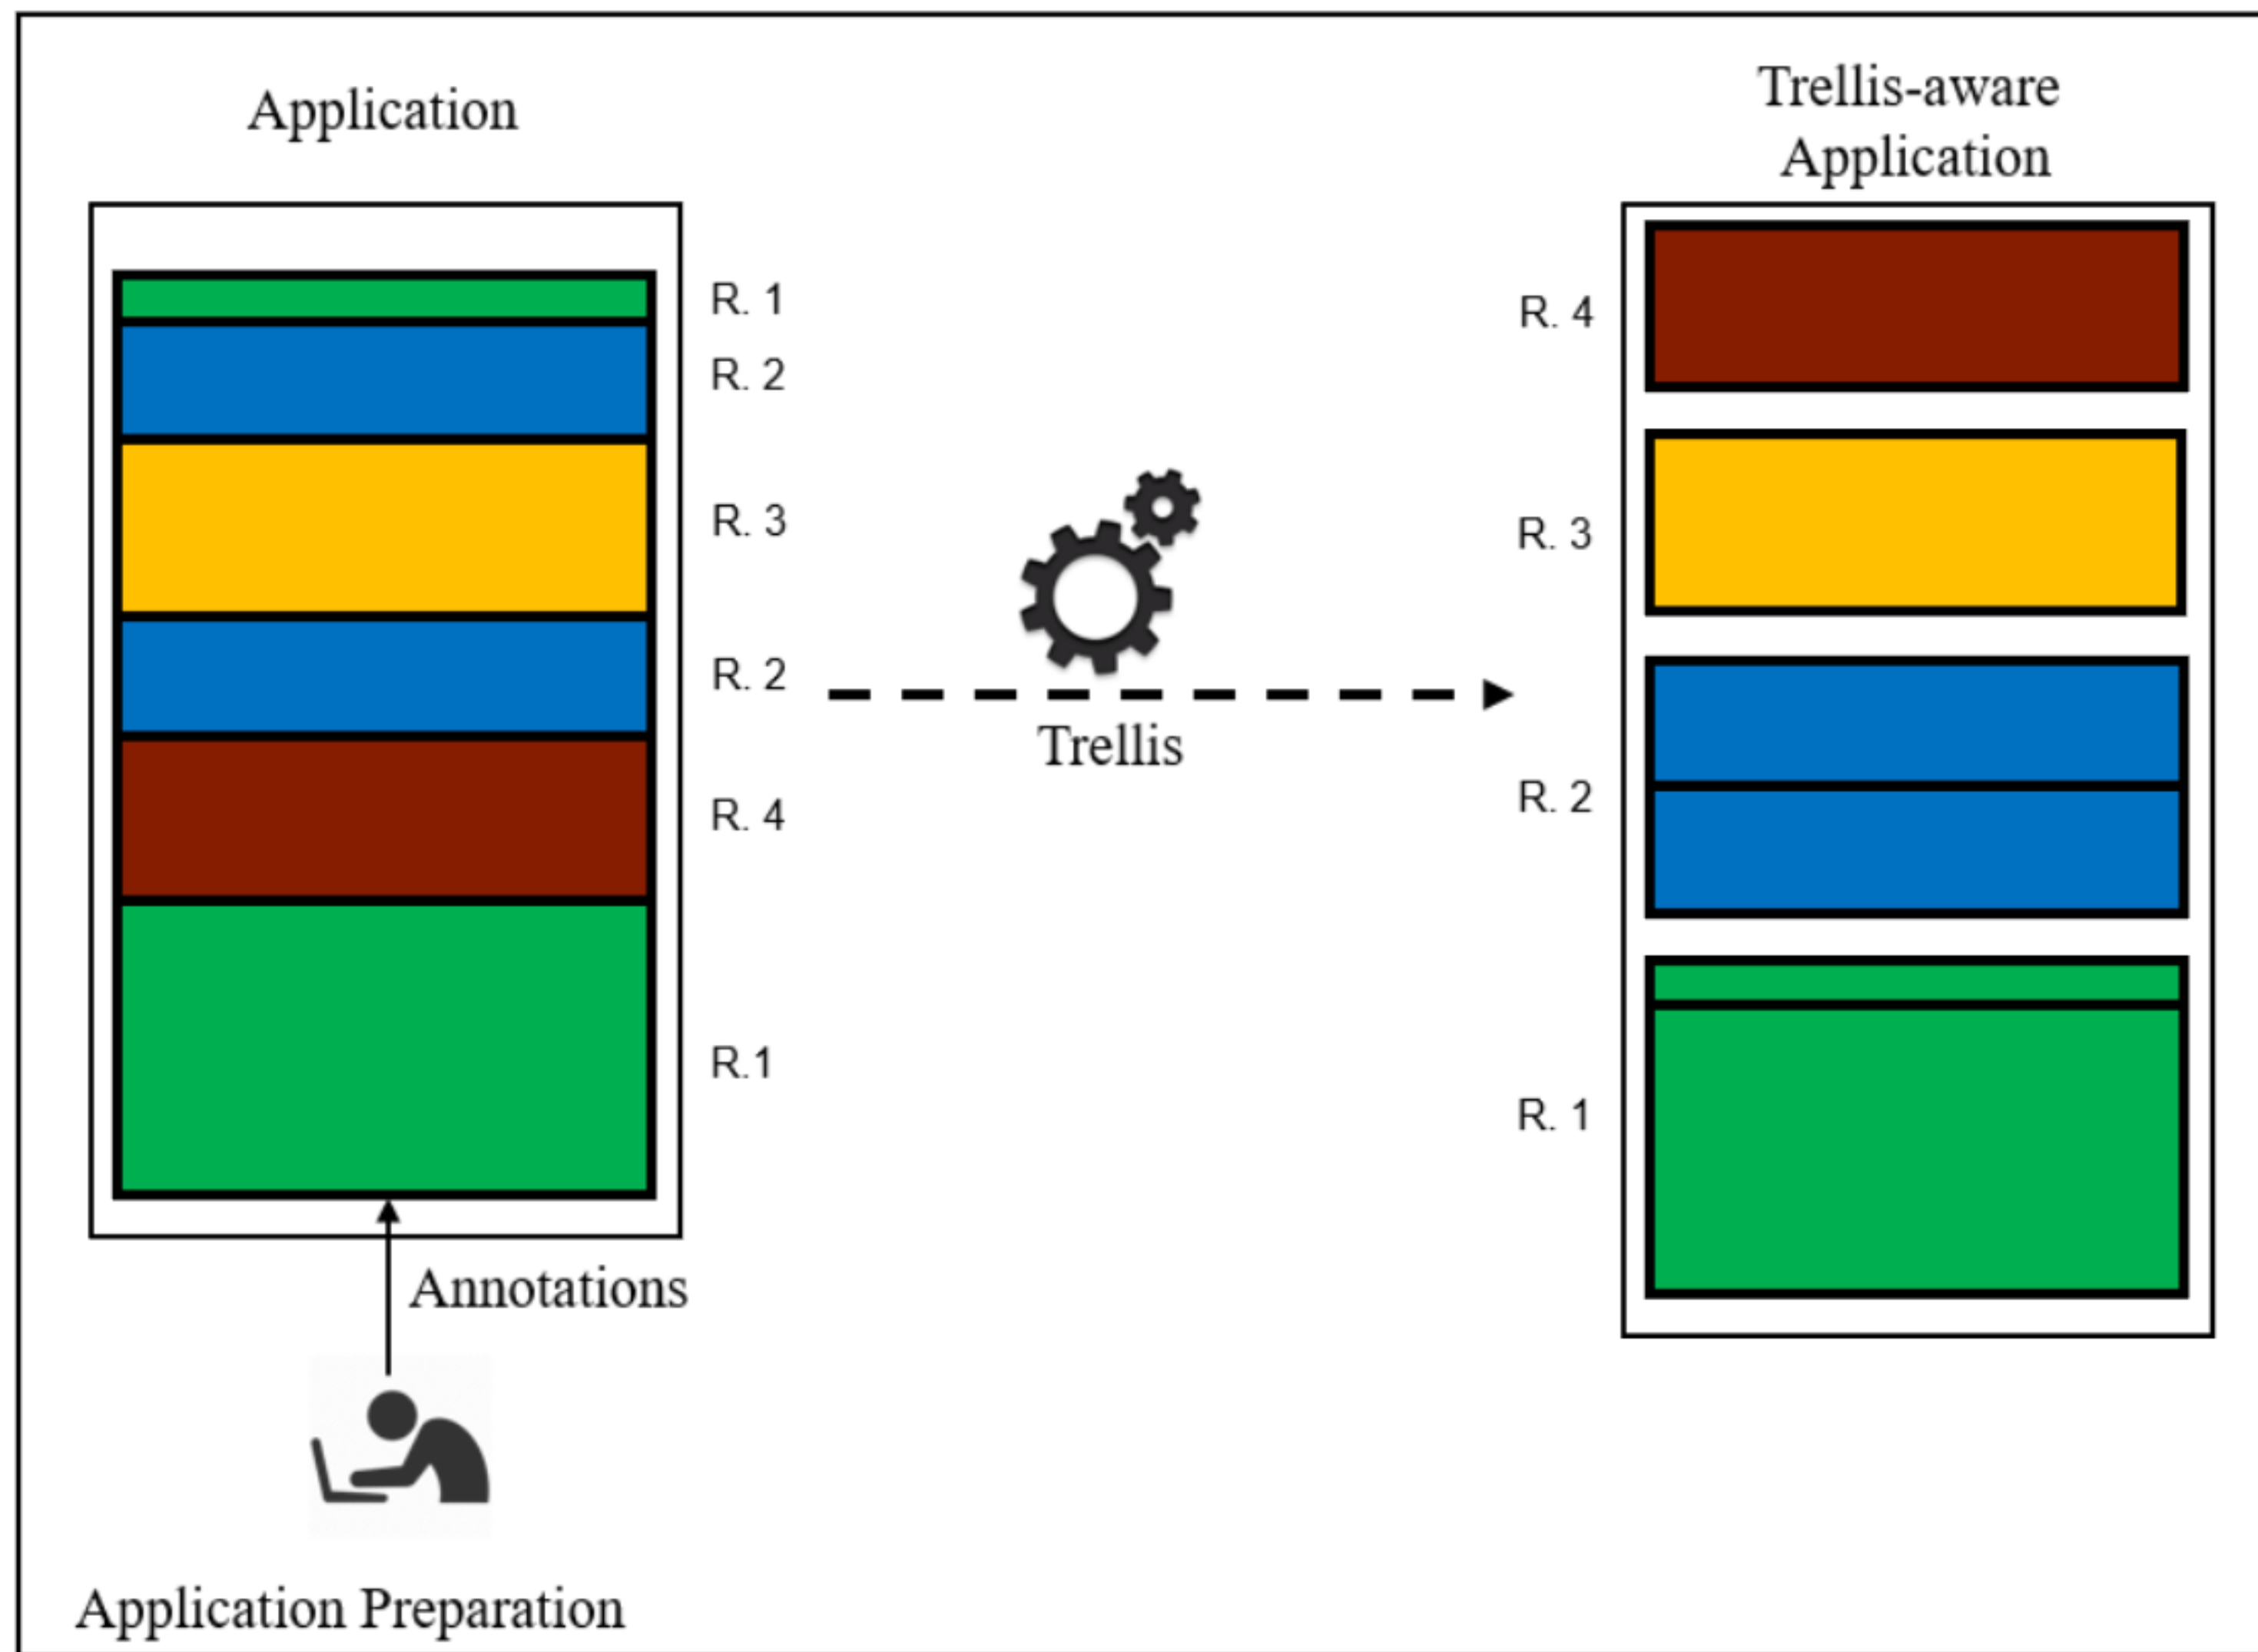 Application
R. 1
R. 2
R. 3
R. 2
R. 4
R.1
Annotations
Application Preparation
Trellis
Trellis-aware
Application
R. 4
R. 3
R. 2
R. 1